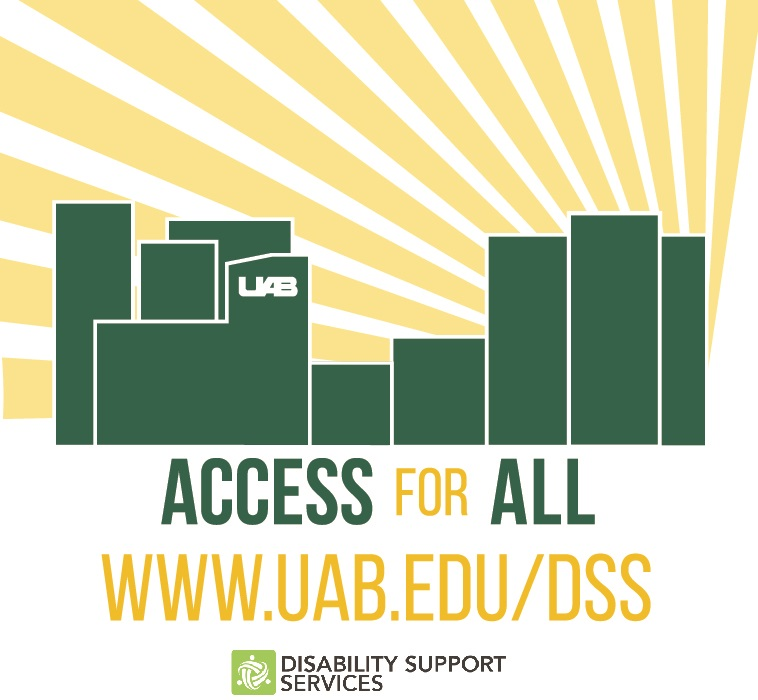 UAB
ACCESS FOR ALL
WWW.UAB.EDU/DSS
DISABILITY SUPPORT
SERVICES